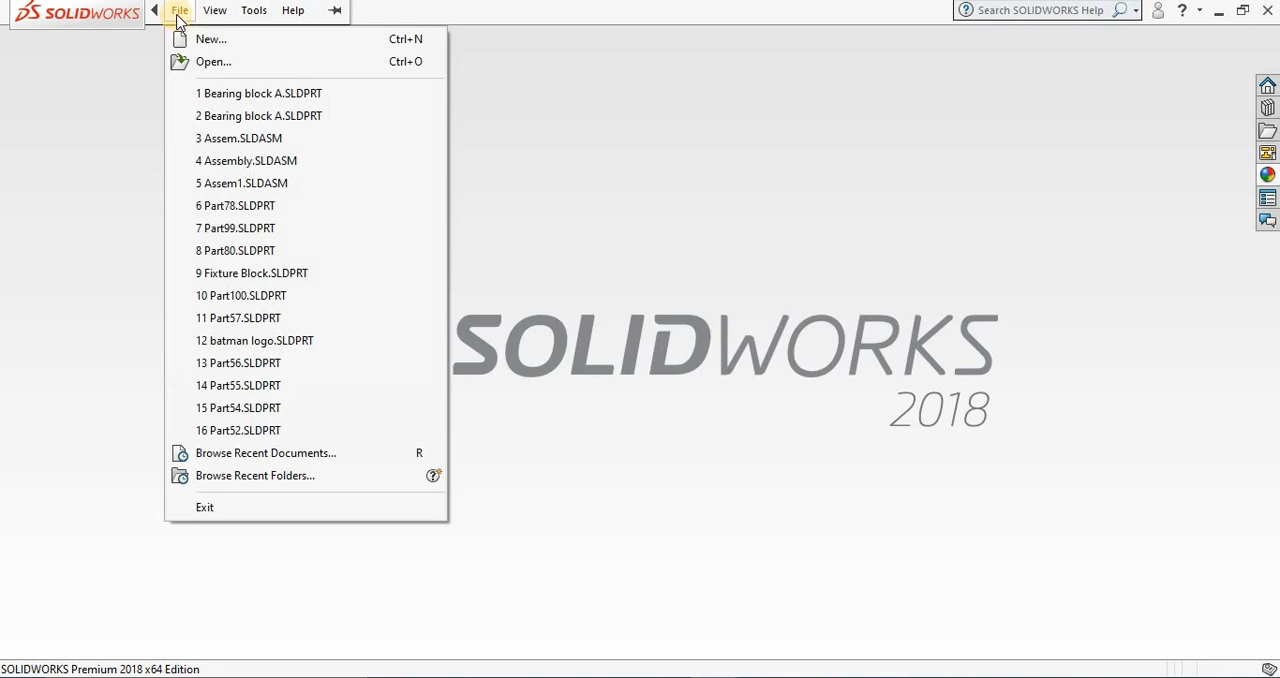 SOLIDWORKS File View Tools Help Search SOLIDWORKS Help ?
New... Ctrl+N
Open... Ctrl+O
1 Bearing block A.SLDPRT
2 Bearing block A.SLDPRT
3 Assem.SLDASM
4 Assembly.SLDASM
5 Assem1.SLDASM
6 Part78.SLDPRT
7 Part99.SLDPRT
8 Part80.SLDPRT
9 Fixture Block.SLDPRT
10 Part100.SLDPRT
11 Part57.SLDPRT
12 batman logo.SLDPRT
13 Part56.SLDPRT
14 Part55.SLDPRT
15 Part54.SLDPRT
16 Part52.SLDPRT
Browse Recent Documents... R
Browse Recent Folders...
Exit
SOLIDWORKS
2018
SOLIDWORKS Premium 2018 x64 Edition